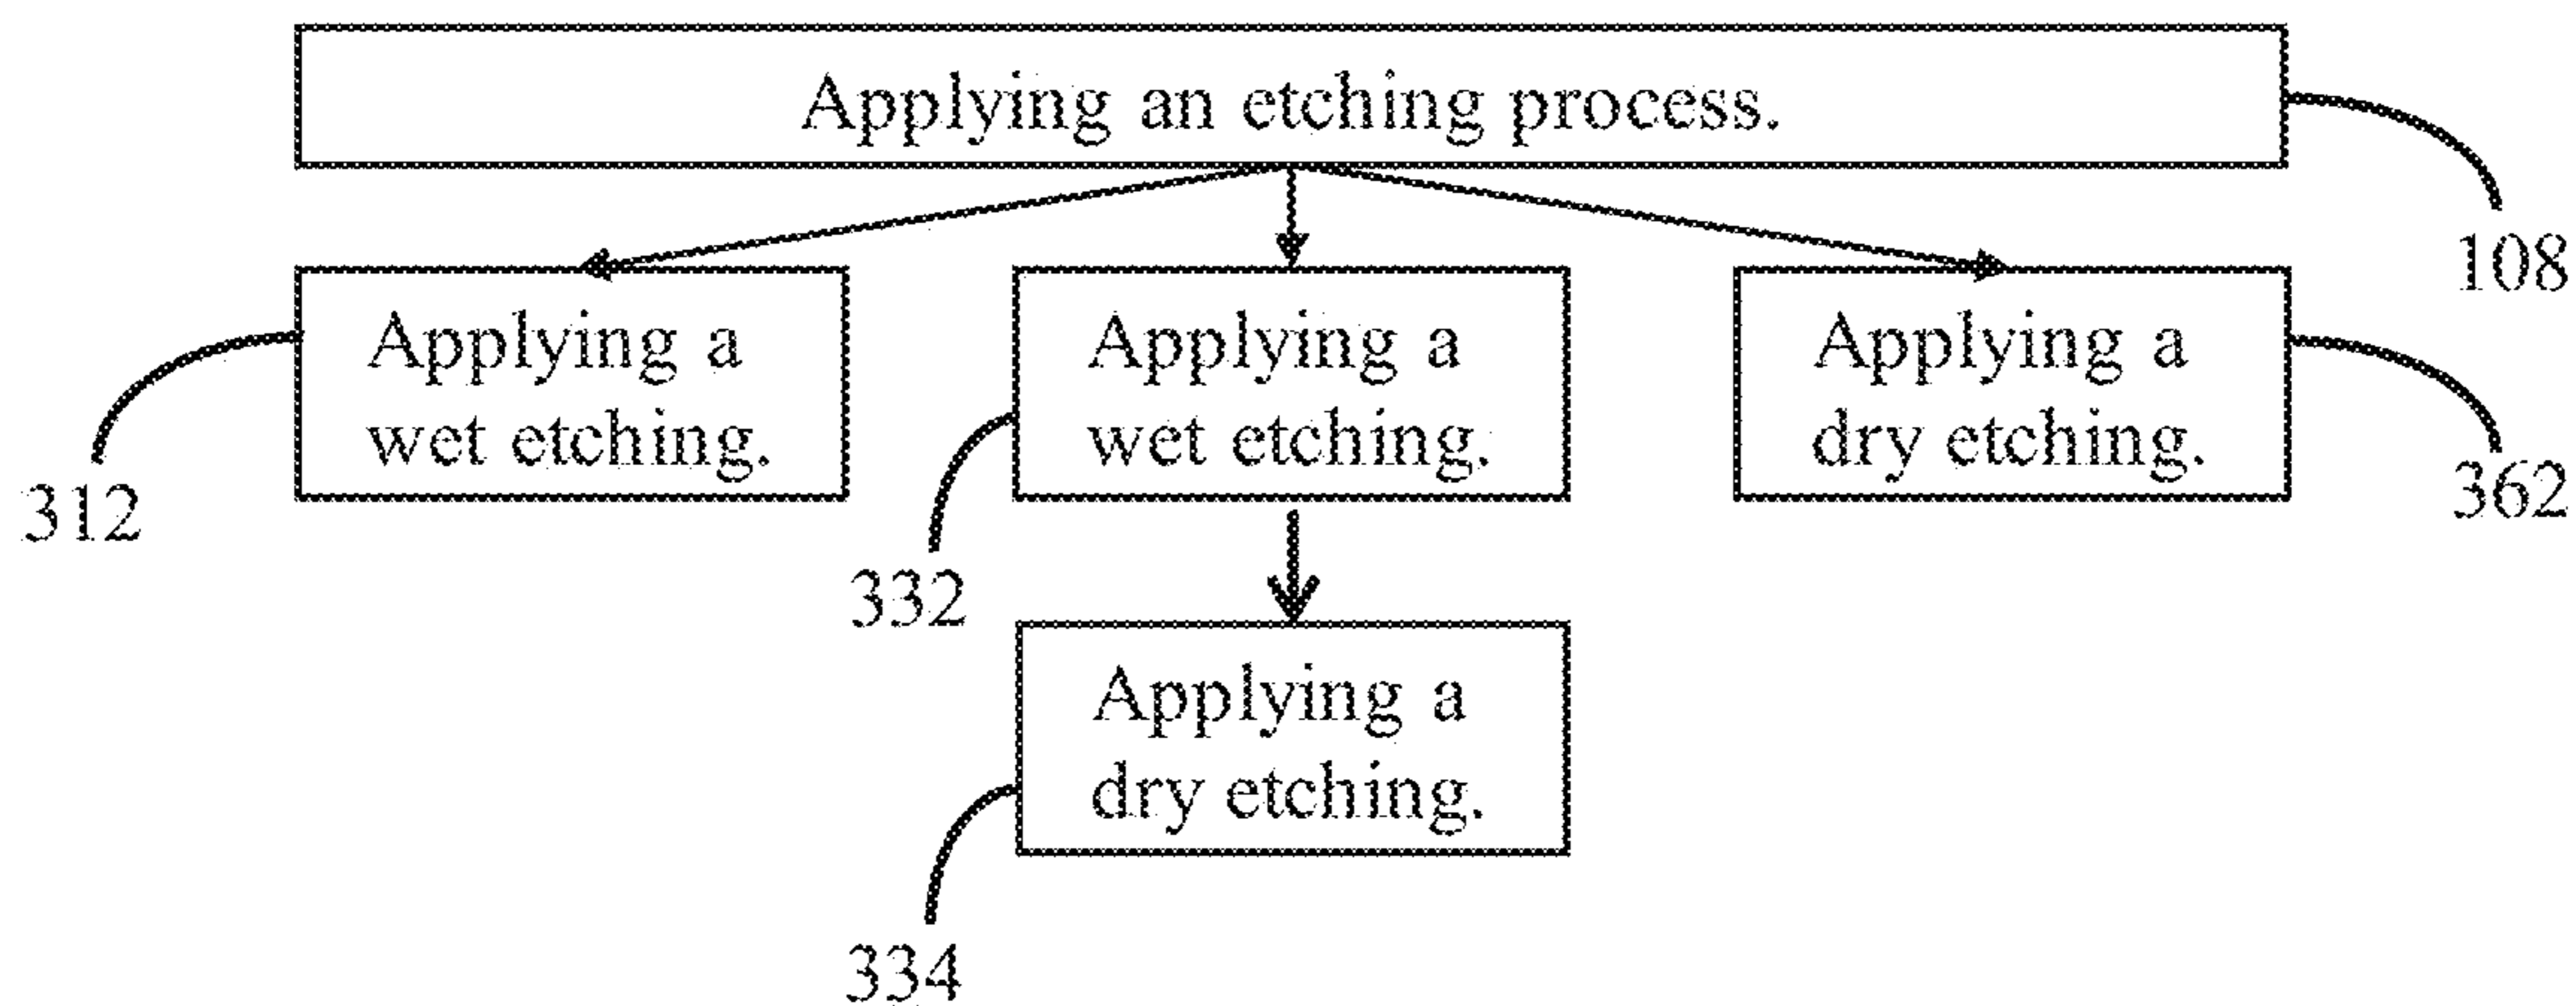 Applying an etching process.
108
Applying a
wet etching.
312
Applying a
wet etching.
332
Applying a
dry etching.
362
Applying a
dry etching.
334